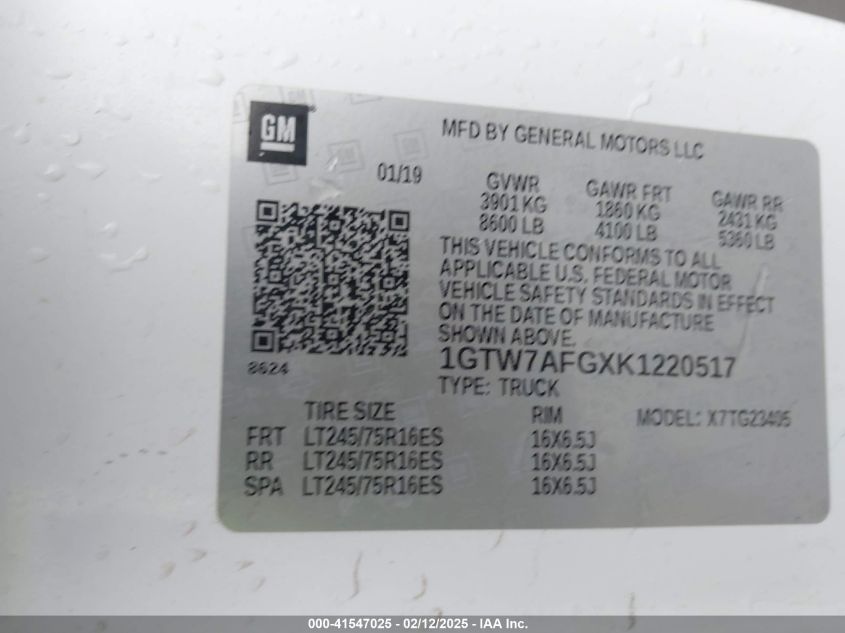 GM
MFD BY GENERAL MOTORS LLC
01/19
GVWR GAWR FRT GAWR RR
3901 KG 1860 KG 2431 KG
8600 LB 4100 LB 5360 LB
THIS VEHICLE CONFORMS TO ALL
APPLICABLE U.S. FEDERAL MOTOR
VEHICLE SAFETY STANDARDS IN EFFECT
ON THE DATE OF MANUFACTURE
SHOWN ABOVE.
8624
1GTW7AFGXK1220517
TYPE: TRUCK
TIRE SIZE RIM MODEL: X7TG23405
FRT LT245/75R16ES 16X6.5J
RR LT245/75R16ES 16X6.5J
SPA LT245/75R16ES 16X6.5J
000-41547025 - 02/12/2025 - IAA Inc.